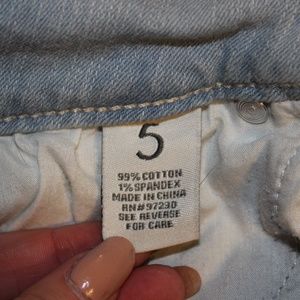 5
99% COTTON
1% SPANDEX
MADE IN CHINA
RN#97230
SEE REVERSE
FOR CARE